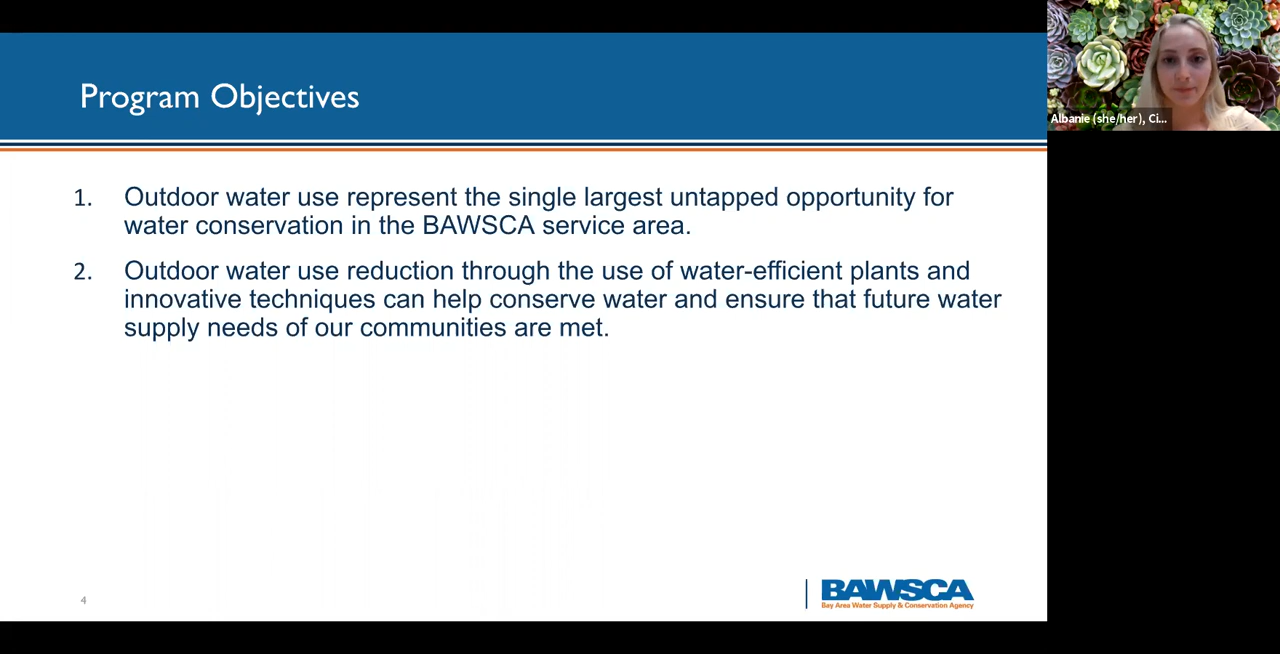 Program Objectives
1. Outdoor water use represent the single largest untapped opportunity for
water conservation in the BAWSCA service area.
2. Outdoor water use reduction through the use of water-efficient plants and
innovative techniques can help conserve water and ensure that future water
supply needs of our communities are met.
4
BAWSCA
Bay Area Water Supply & Conservation Agency
Albanie (she/her), Ci...